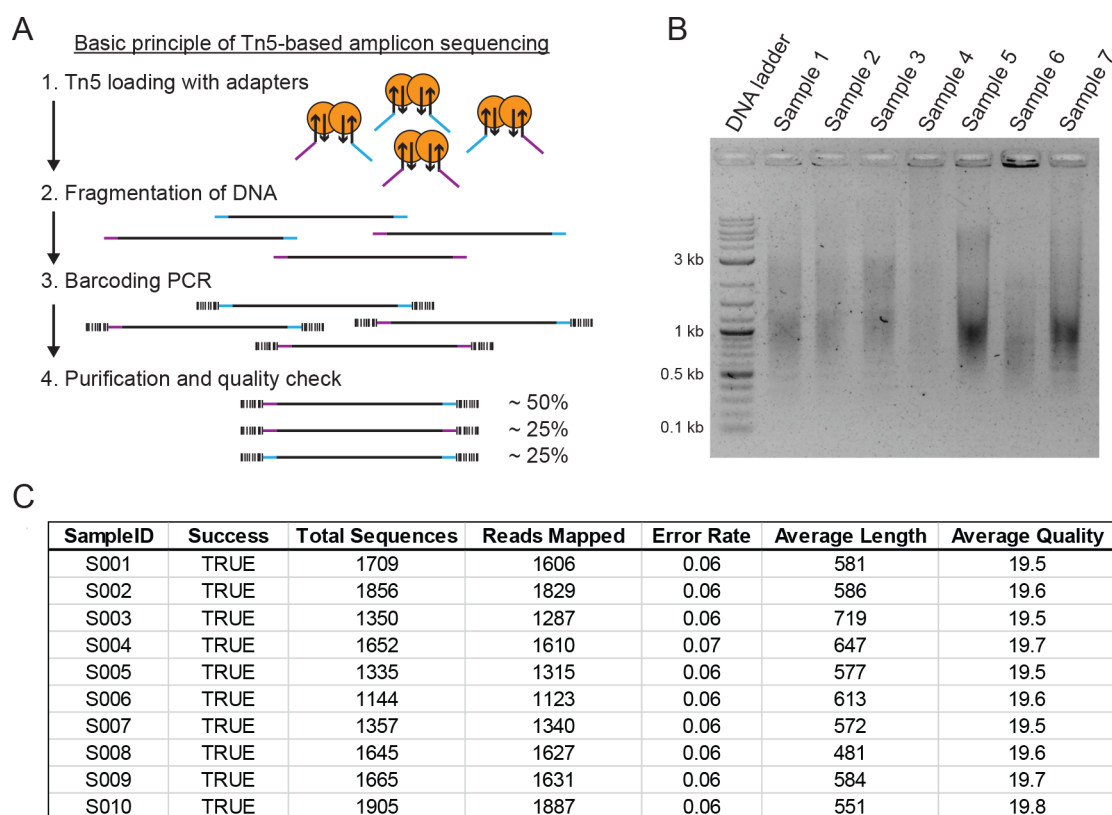 A
Basic principle of Tn5-based amplicon sequencing
1. Tn5 loading with adapters
2. Fragmentation of DNA
3. Barcoding PCR
4. Purification and quality check
~ 50%
~ 25%
~ 25%
B
DNA ladder
Sample 1
Sample 2
Sample 3
Sample 4
Sample 5
Sample 6
Sample 7
3 kb
1 kb
0.5 kb
0.1 kb
C
SampleID Success Total Sequences Reads Mapped Error Rate Average Length Average Quality
S001 TRUE 1709 1606 0.06 581 19.5
S002 TRUE 1856 1829 0.06 586 19.6
S003 TRUE 1350 1287 0.06 719 19.5
S004 TRUE 1652 1610 0.07 647 19.7
S005 TRUE 1335 1315 0.06 577 19.5
S006 TRUE 1144 1123 0.06 613 19.6
S007 TRUE 1357 1340 0.06 572 19.5
S008 TRUE 1645 1627 0.06 481 19.6
S009 TRUE 1665 1631 0.06 584 19.7
S010 TRUE 1905 1887 0.06 551 19.8